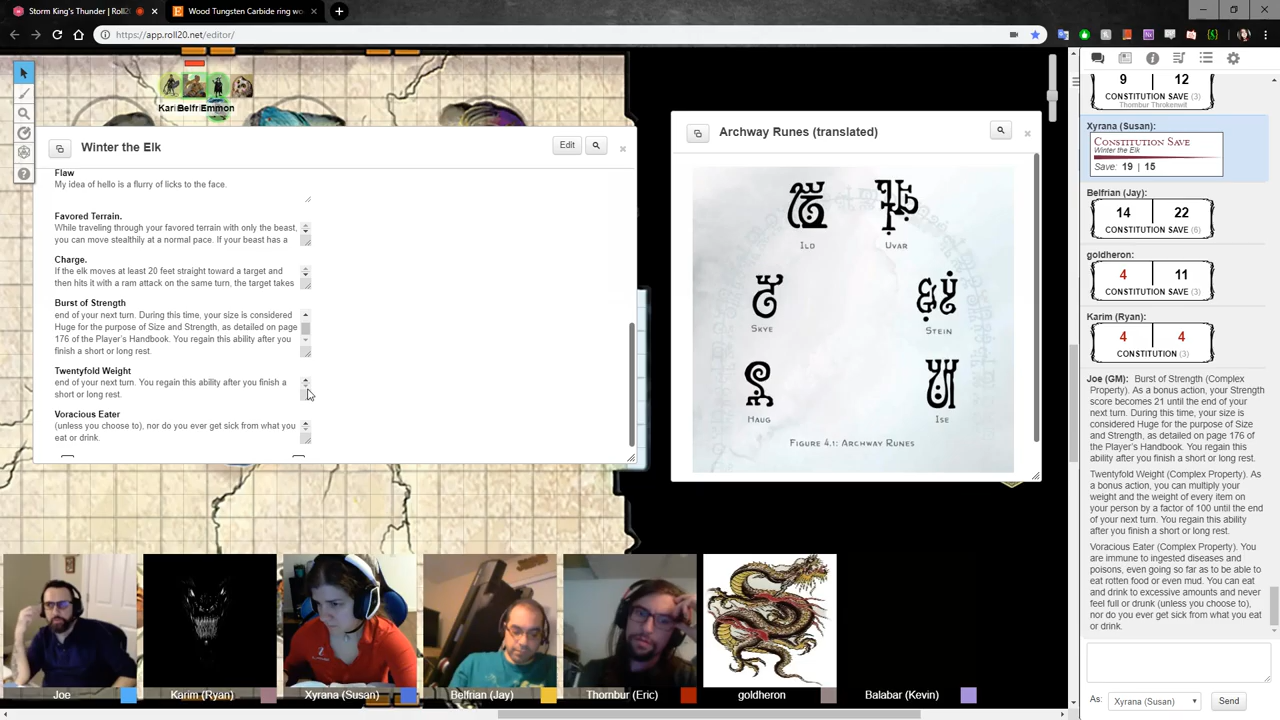 Storm King's Thunder | Roll2
Wood Tungsten Carbide ring wo
https://app.roll20.net/editor/
Winter the Elk
Edit
Flaw
My idea of hello is a flurry of licks to the face.
Favored Terrain.
While traveling through your favored terrain with only the beast,
you can move stealthily at a normal pace. If your beast has a
Charge.
If the elk moves at least 20 feet straight toward a target and
then hits it with a ram attack on the same turn, the target takes
Burst of Strength
end of your next turn. During this time, your size is considered
Huge for the purpose of Size and Strength, as detailed on page
176 of the Player's Handbook. You regain this ability after you
finish a short or long rest.
Twentyfold Weight
end of your next turn. You regain this ability after you finish a
short or long rest.
Voracious Eater
(unless you choose to), nor do you ever get sick from what you
eat or drink.
Archway Runes (translated)
ILD
UVAR
SKYE
STEIN
HAUG
ISE
FIGURE 4.1: ARCHWAY RUNES
9 12
CONSTITUTION SAVE (3)
Thombur Throkenwit
Xyrana (Susan):
CONSTITUTION SAVE
Winter the Elk
Save: 19 | 15
Belfrian (Jay):
14 22
CONSTITUTION SAVE (6)
goldheron:
4 11
CONSTITUTION SAVE (3)
Karim (Ryan):
4 4
CONSTITUTION (3)
Joe (GM): Burst of Strength (Complex
Property). As a bonus action, your Strength
score becomes 21 until the end of your
next turn. During this time, your size is
considered Huge for the purpose of Size
and Strength, as detailed on page 176 of
the Player's Handbook. You regain this
ability after you finish a short or long rest.
Twentyfold Weight (Complex Property). As
a bonus action, you can multiply your
weight and the weight of every item on
your person by a factor of 100 until the end
of your next turn. You regain this ability
after you finish a short or long rest.
Voracious Eater (Complex Property). You
are immune to ingested diseases and
poisons, even going so far as to be able to
eat rotten food or even mud. You can eat
and drink to excessive amounts and never
feel full or drunk (unless you choose to),
nor do you ever get sick from what you eat
or drink.
Joe
Karim (Ryan)
Xyrana (Susan)
Belfrian (Jay)
Thombur (Eric)
goldheron
Balabar (Kevin)
As: Xyrana (Susan)
Send